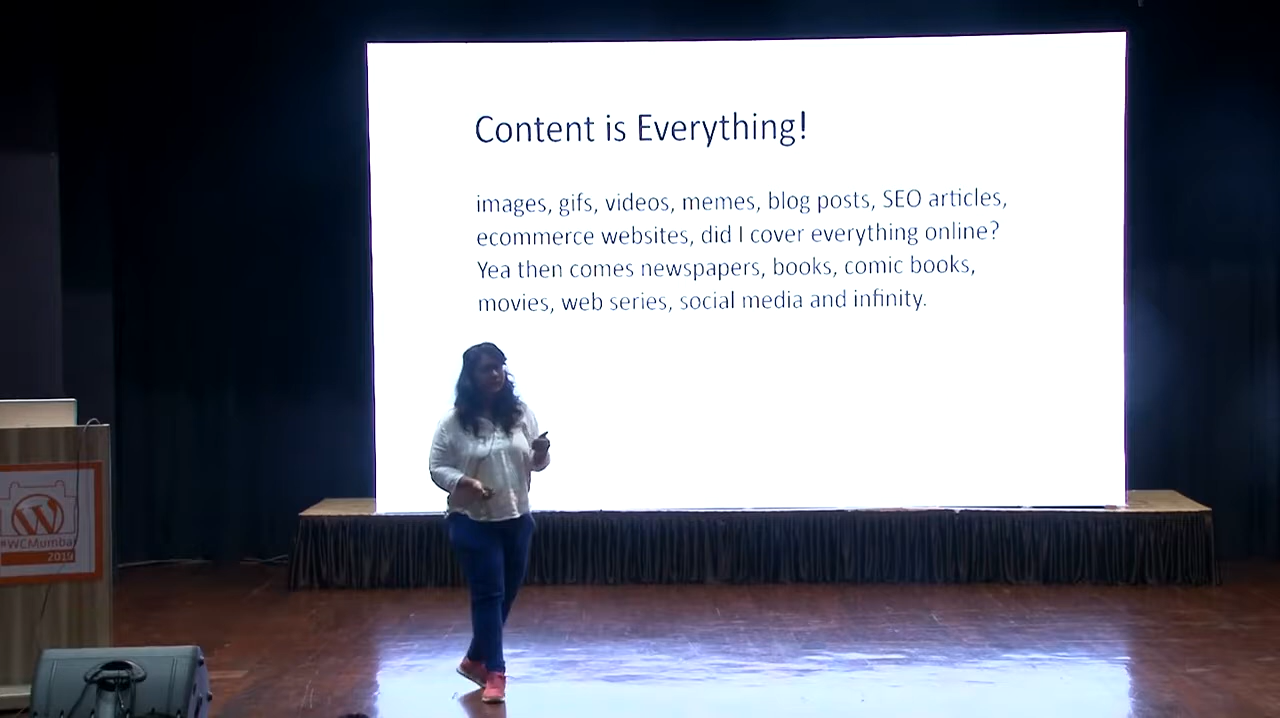 Content is Everything!
images, gifs, videos, memes, blog posts, SEO articles,
ecommerce websites, did I cover everything online?
Yea then comes newspapers, books, comic books,
movies, web series, social media and infinity.
#WCMumbai
2019